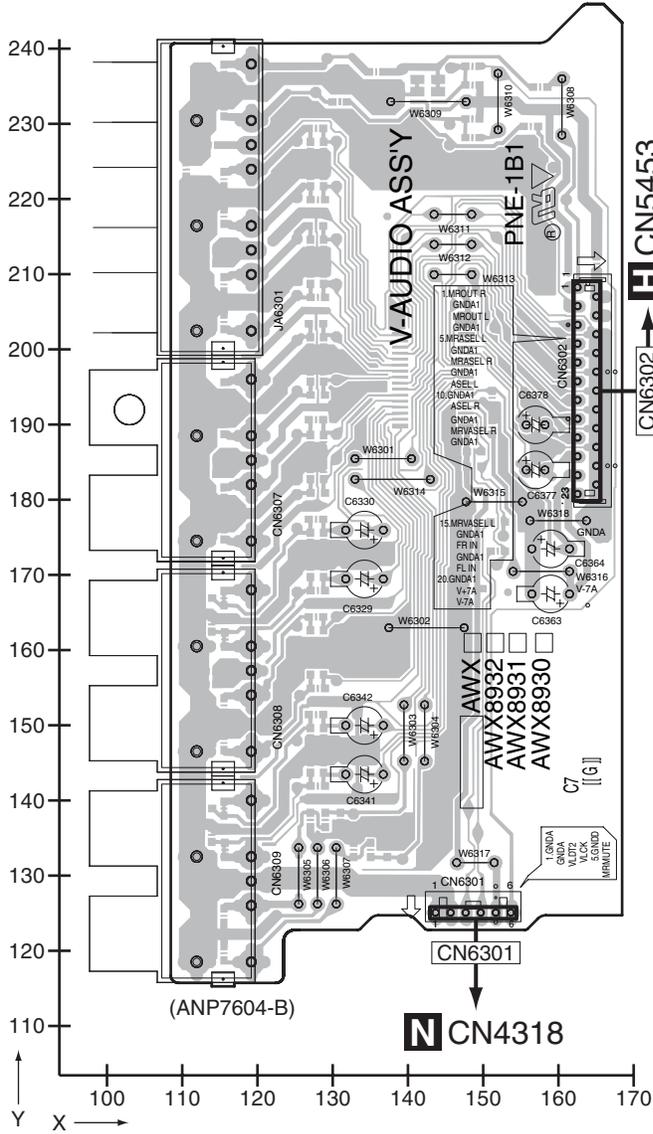 240
230
220
210
200
190
180
170
160
150
140
130
120
110
Y
X
100
110
120
130
140
150
160
170
W6309
W6310
W6308
V-AUDIO ASS'Y
PNE-1B1
R
W6311
W6312
W6313
JA6301
1.MROUT R
GNDA1
MROUT L
GNDA1
5.MRASEL L
GNDA1
MRASEL R
GNDA1
ASEL L
10.GNDA1
ASEL R
GNDA1
MRVASEL R
GNDA1
15.MRVASEL L
GNDA1
FR IN
GNDA1
FL IN
20.GNDA1
V+7A
V-7A
1
1
CN6302
23
H CN5453
CN6302
C6378
C6377
W6301
W6314
W6315
W6318
GNDA
C6364
W6316
V-7A
C6363
CN6307
C6330
C6329
W6302
AWX
AWX8932
AWX8931
AWX8930
CN6308
C6342
C6341
W6303
W6304
C7
[[ G ]]
CN6309
W6305
W6306
W6307
W6317
CN6301
1
6
1.GNDA
GNDA
VLDT2
VLCK
5.GNDD
MRMUTE
CN6301
(ANP7604-B)
N CN4318